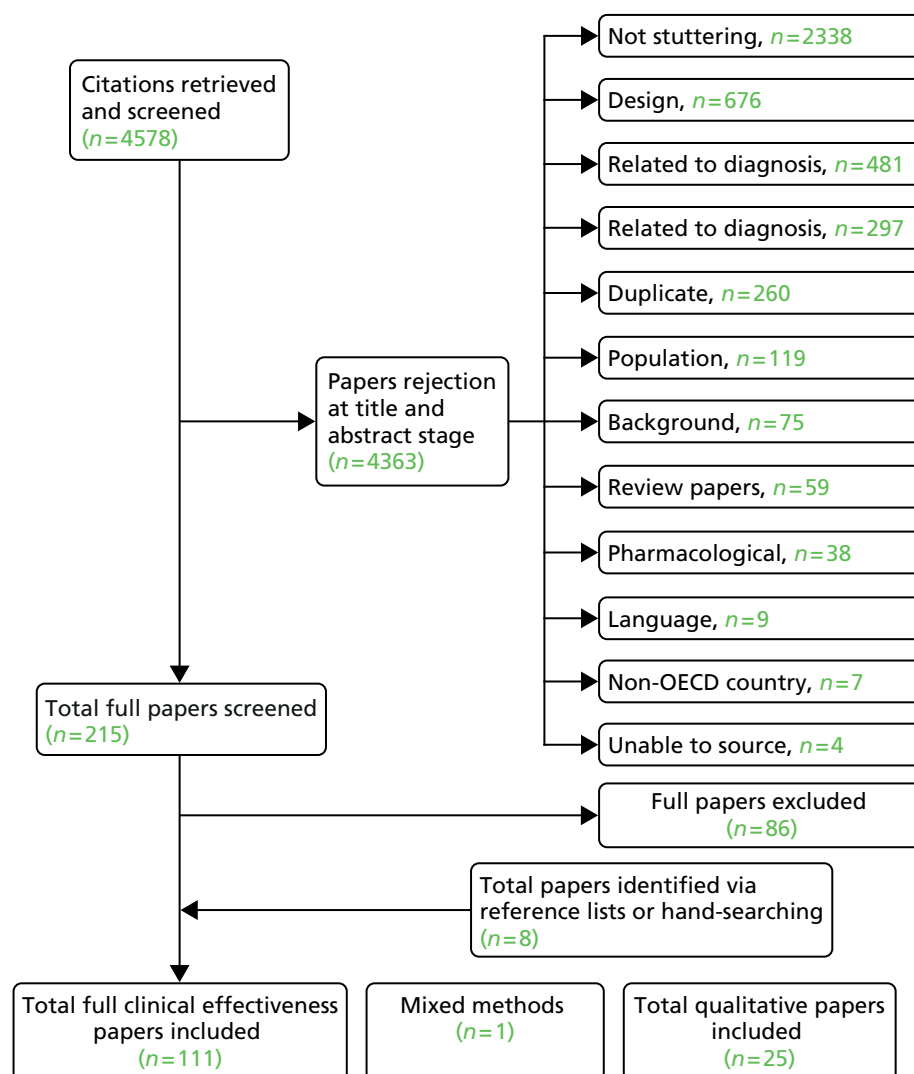 Citations retrieved
and screened
(n=4578)
Not stuttering, n=2338
Design, n=676
Related to diagnosis, n=481
Related to diagnosis, n=297
Duplicate, n=260
Population, n=119
Background, n=75
Review papers, n=59
Pharmacological, n=38
Language, n=9
Non-OECD country, n=7
Unable to source, n=4
Papers rejection
at title and
abstract stage
(n=4363)
Total full papers screened
(n=215)
Full papers excluded
(n=86)
Total papers identified via
reference lists or hand-searching
(n=8)
Total full clinical effectiveness
papers included
(n=111)
Mixed methods
(n=1)
Total qualitative papers
included
(n=25)